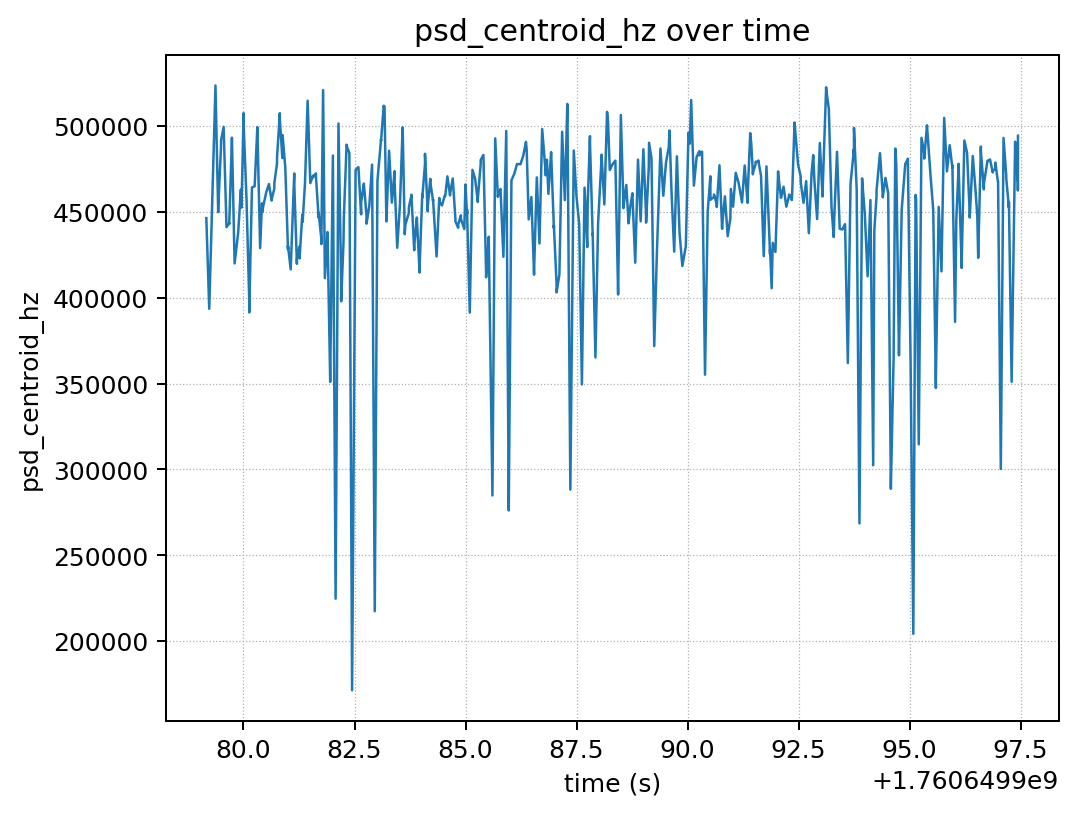 psd_centroid_hz over time
psd_centroid_hz
500000
450000
400000
350000
300000
250000
200000
80.0 82.5 85.0 87.5 90.0 92.5 95.0 97.5
time (s)
+1.7606499e9